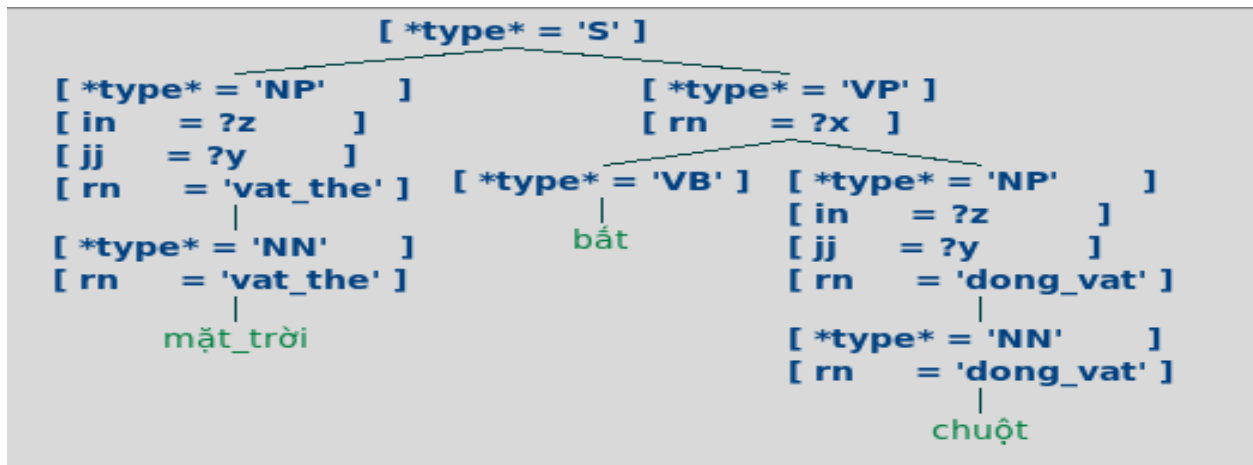 [ *type* = 'S' ]
[ *type* = 'NP' ] [ *type* = 'VP' ]
[ in = ?z ] [ rn = ?x ]
[ jj = ?y ]
[ rn = 'vat_the' ] [ *type* = 'VB' ] [ *type* = 'NP' ]
[ in = ?z ]
bắt
[ *type* = 'NN' ] [ jj = ?y ]
[ rn = 'vat_the' ] [ rn = 'dong_vat' ]
mặt_trời [ *type* = 'NN' ]
[ rn = 'dong_vat' ]
chuột